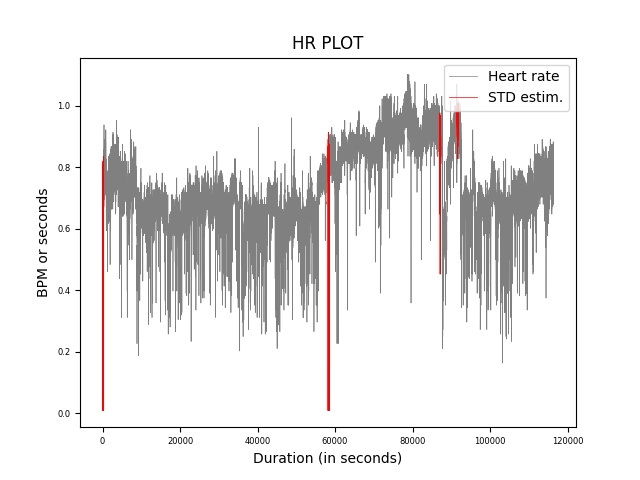 HR PLOT
Heart rate
STD estim.
BPM or seconds
1.0
0.8
0.6
0.4
0.2
0.0
0 20000 40000 60000 80000 100000 120000
Duration (in seconds)